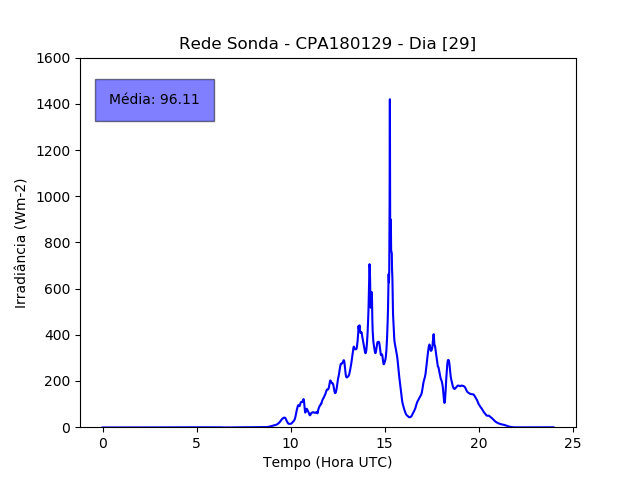 Rede Sonda - CPA180129 - Dia [29]
1600
1400
1200
1000
800
600
400
200
0
Média: 96.11
Irradiância (Wm-2)
0 5 10 15 20 25
Tempo (Hora UTC)